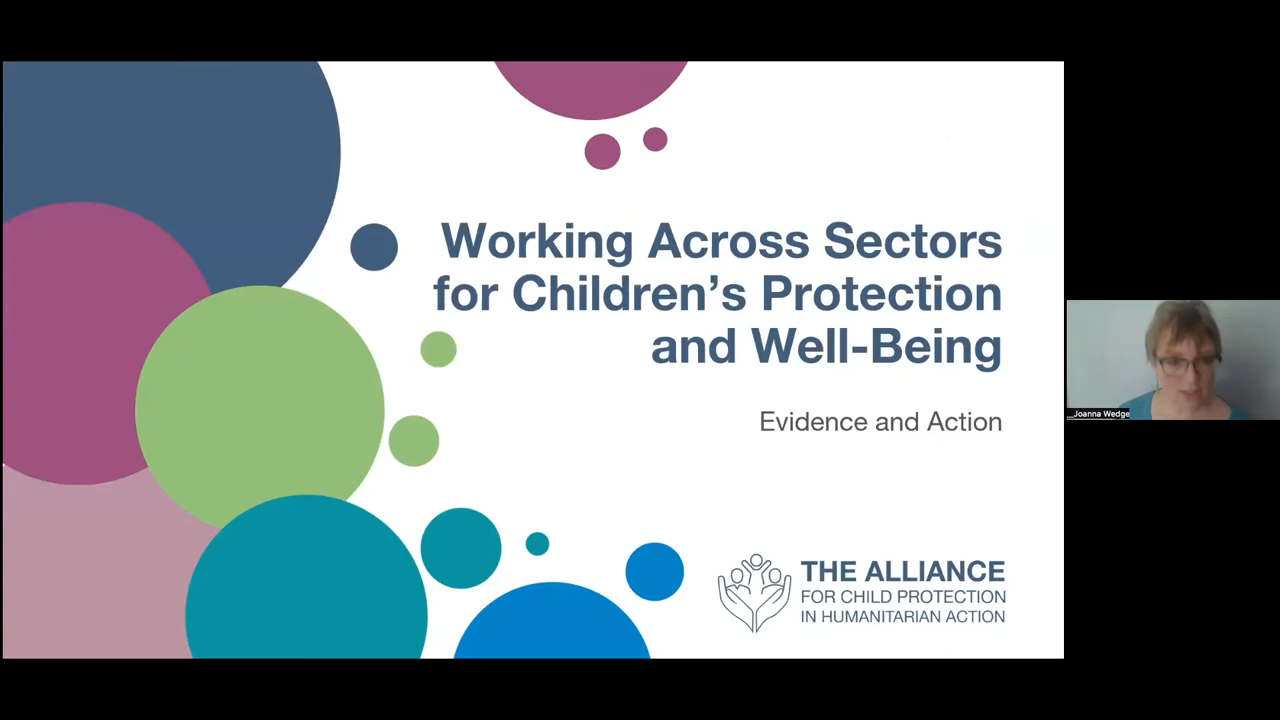 Working Across Sectors
for Children’s Protection
and Well-Being
Evidence and Action
THE ALLIANCE
FOR CHILD PROTECTION
IN HUMANITARIAN ACTION
Joanna Wedge